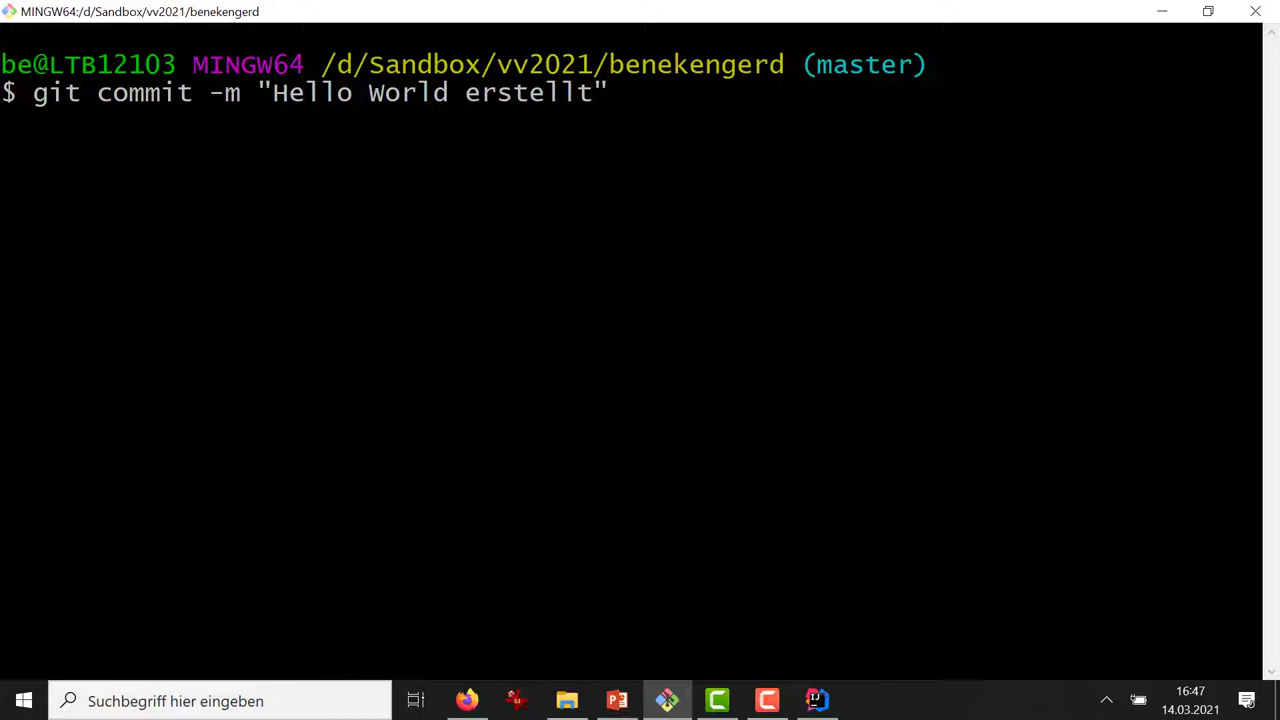 MINGW64:/d/Sandbox/vv2021/benekengerd
be@LTB12103 MINGW64 /d/Sandbox/vv2021/benekengerd (master)
$ git commit -m "Hello World erstellt"
Suchbegriff hier eingeben
16:47
14.03.2021